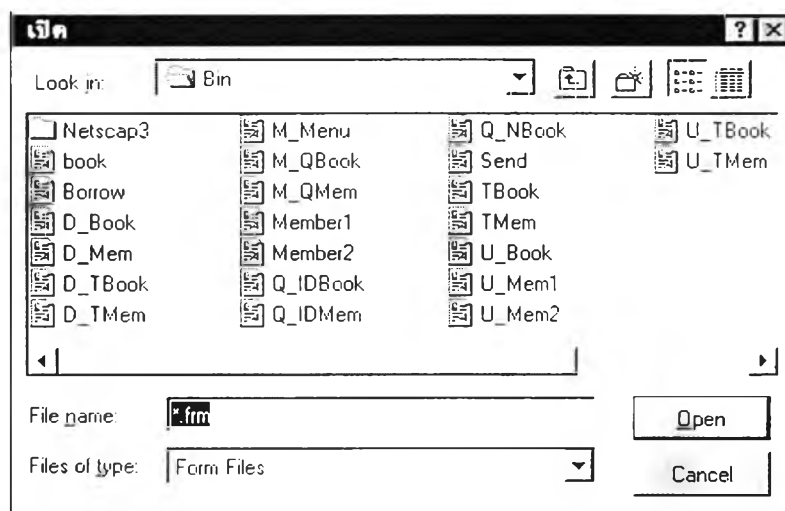 เปิด
Look in: Bin
Netscap3 M_Menu Q_NBook U_TBook
book M_QBook Send U_TMem
Borrow M_QMem TBook
D_Book Member1 TMem
D_Mem Member2 U_Book
D_TBook Q_IDBook U_Mem1
D_TMem Q_IDMem U_Mem2
File name: *.frm Open
Files of type: Form Files Cancel